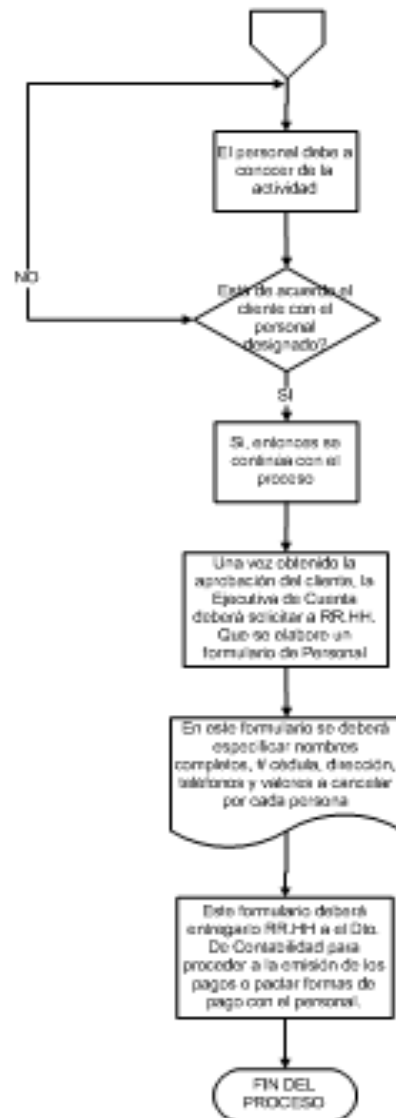 El personal debe a
conocer de la
actividad
NO
Está de acuerdo el
cliente con el
personal
designado?
SI
Si, entonces se
continúa con el
proceso
Una vez obtenido la
aprobación del cliente, la
Ejecutiva de Cuenta
deberá solicitar a RR.HH.
Que se elabore un
formulario de Personal
En este formulario se deberá
especificar nombres
completos, # cédula, dirección,
teléfonos y valores a cancelar
por cada persona
Este formulario deberá
entregarlo RR.HH a el Dto.
De Contabilidad para
proceder a la emisión de los
pagos o pactar formas de
pago con el personal.
FIN DEL
PROCESO